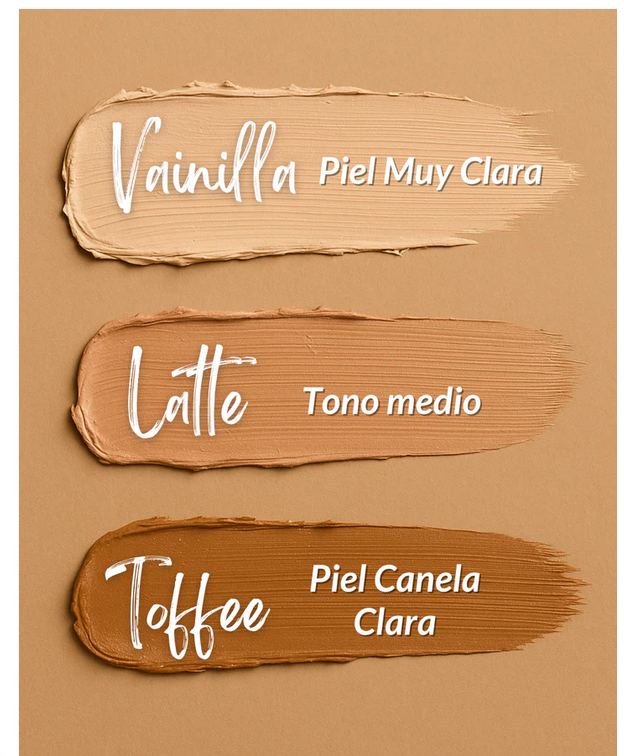 Vainilla Piel Muy Clara
Latte Tono medio
Toffee Piel Canela
Clara